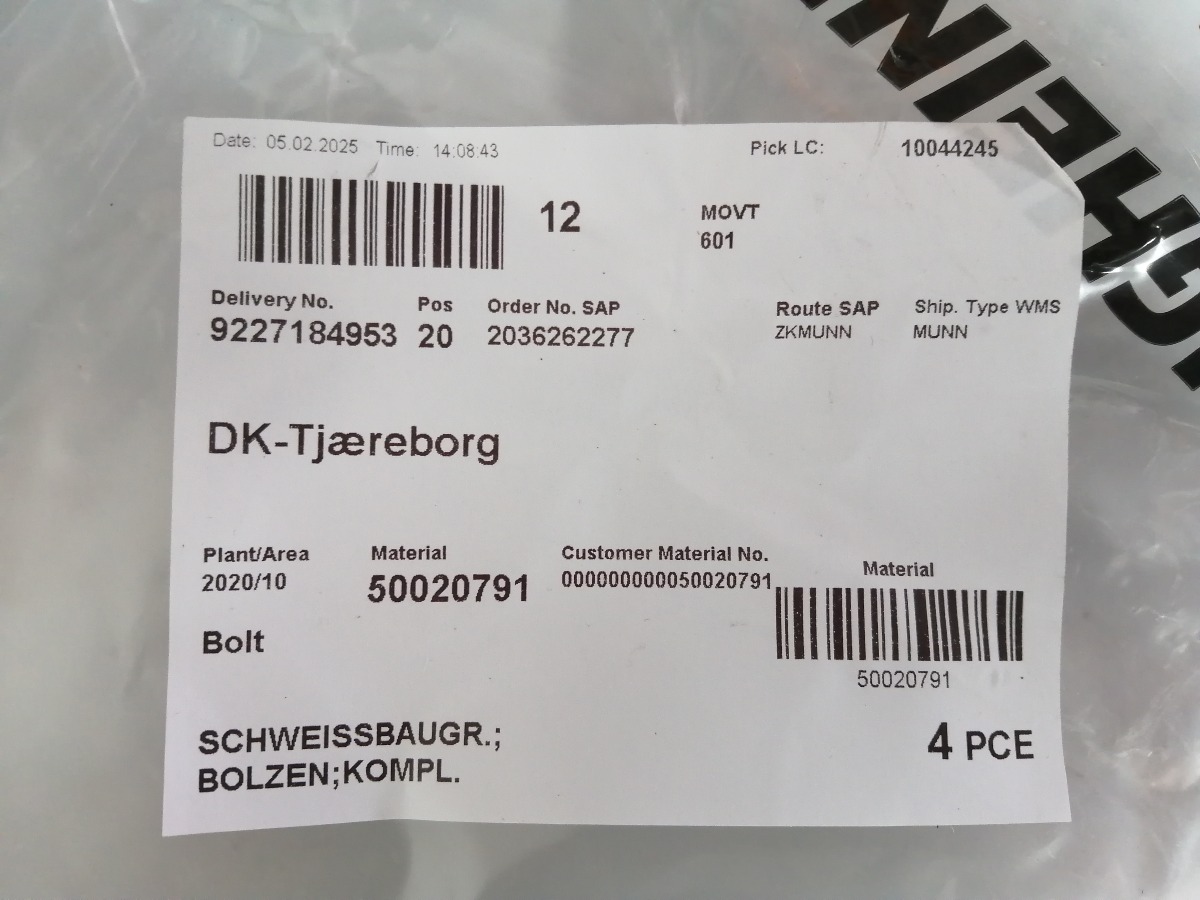 Date: 05.02.2025 Time: 14:08:43 Pick LC: 10044245
12 MOVT
601
Delivery No. Pos Order No. SAP Route SAP Ship. Type WMS
9227184953 20 2036262277 ZKMUNN MUNN
DK-Tjæreborg
Plant/Area Material Customer Material No. Material
2020/10 50020791 000000000050020791
Bolt
50020791
SCHWEISSBAUGR.; 4 PCE
BOLZEN;KOMPL.